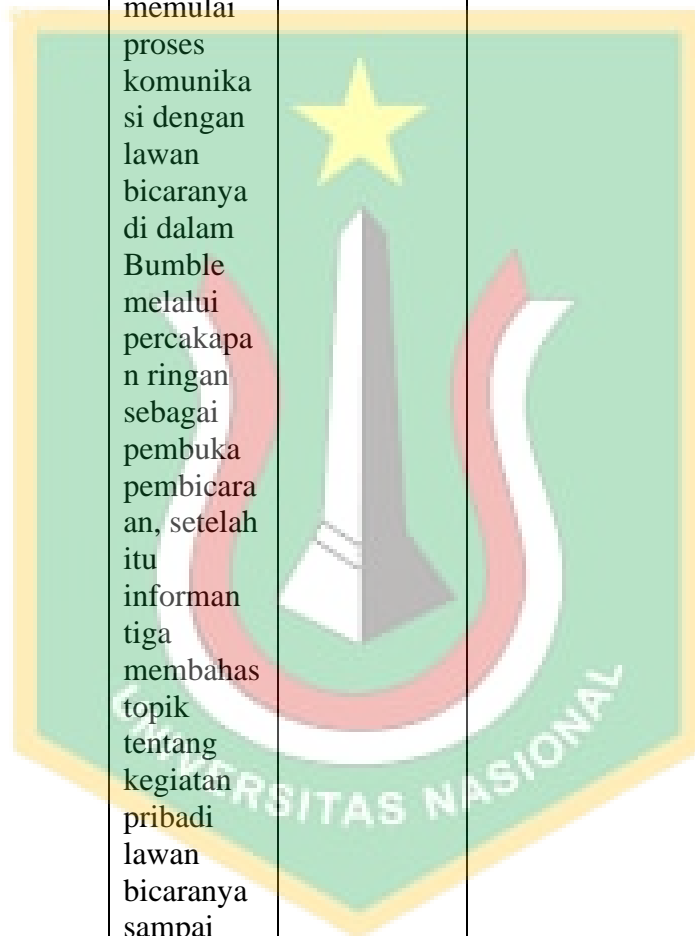 memulai
proses
komunika
si dengan
lawan
bicaranya
di dalam
Bumble
melalui
percakapa
n ringan
sebagai
pembuka
pembicara
an, setelah
itu
informan
tiga
membahas
topik
tentang
kegiatan
pribadi
lawan
bicaranya
sampai
UNIVERSITAS NASIONAL